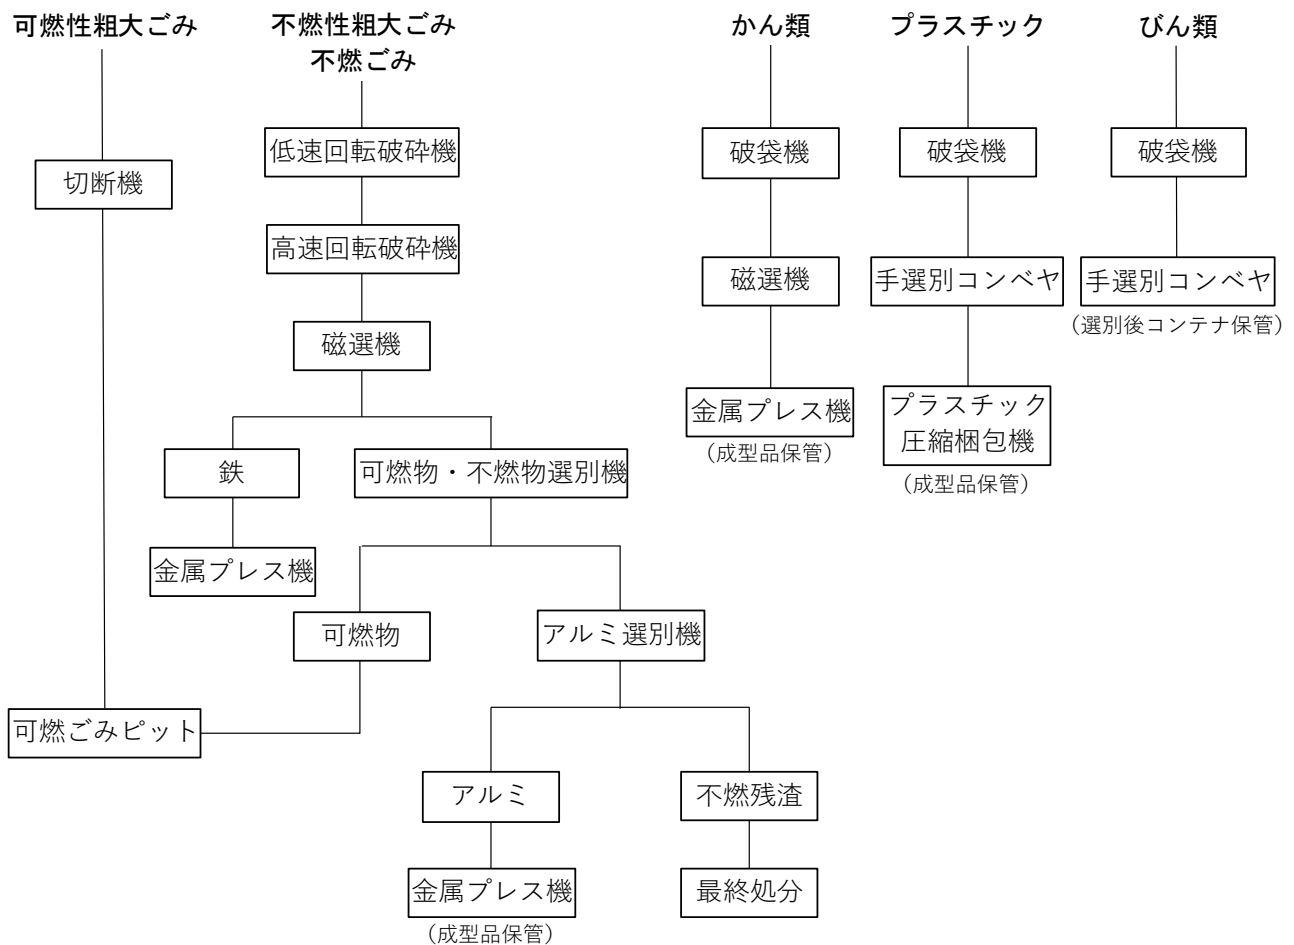 可燃性粗大ごみ
不燃性粗大ごみ
不燃ごみ
かん類
プラスチック
びん類
切断機
低速回転破砕機
高速回転破砕機
磁選機
鉄
可燃物・不燃物選別機
金属プレス機
可燃物
アルミ選別機
可燃ごみピット
アルミ
不燃残渣
金属プレス機
(成型品保管)
最終処分
破袋機
磁選機
金属プレス機
(成型品保管)
破袋機
手選別コンベヤ
プラスチック
圧縮梱包機
(成型品保管)
破袋機
手選別コンベヤ
(選別後コンテナ保管)